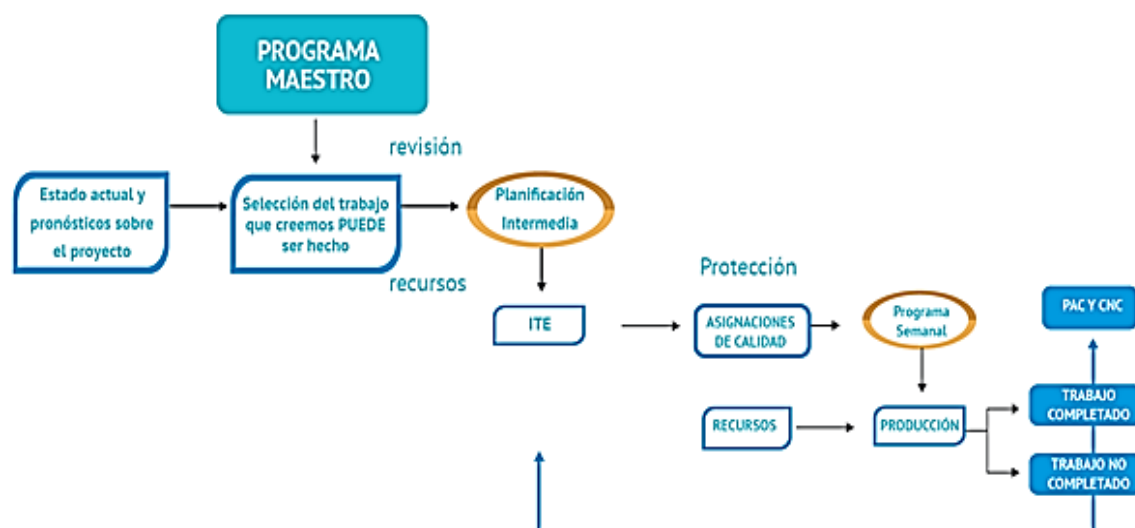 PROGRAMA
MAESTRO
revisión
Estado actual y
pronósticos sobre
el proyecto
Selección del trabajo
que creemos PUEDE
ser hecho
Planificación
Intermedia
recursos
Protección
ITE
ASIGNACIONES
DE CALIDAD
Programa
Semanal
PAC Y CNC
RECURSOS
PRODUCCIÓN
TRABAJO
COMPLETADO
TRABAJO NO
COMPLETADO